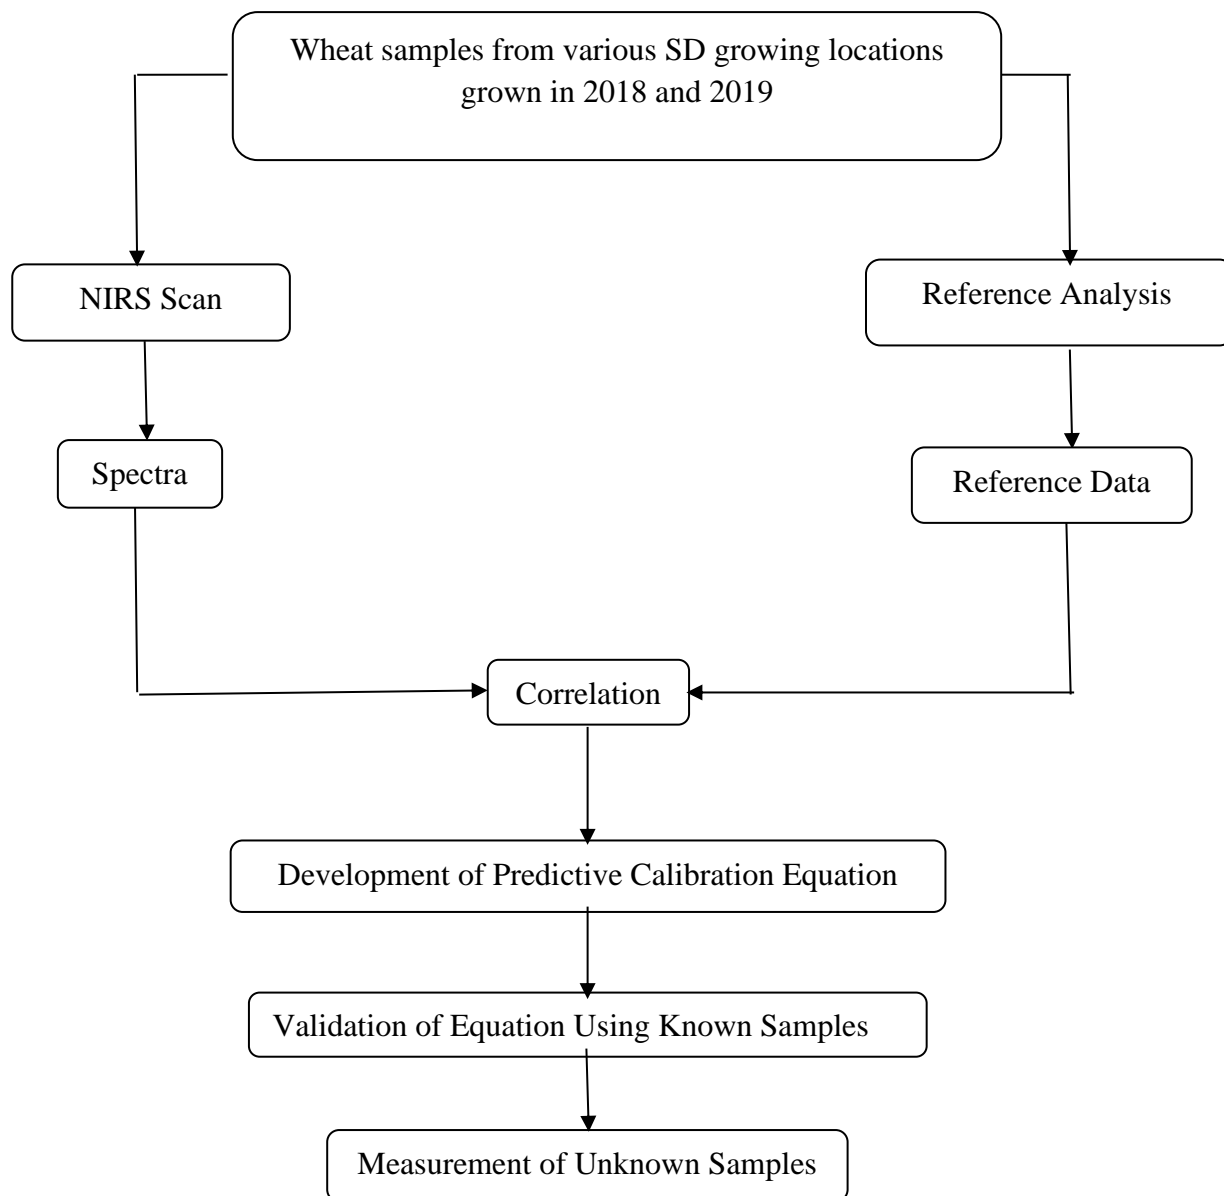 Wheat samples from various SD growing locations
grown in 2018 and 2019
NIRS Scan
Reference Analysis
Spectra
Reference Data
Correlation
Development of Predictive Calibration Equation
Validation of Equation Using Known Samples
Measurement of Unknown Samples